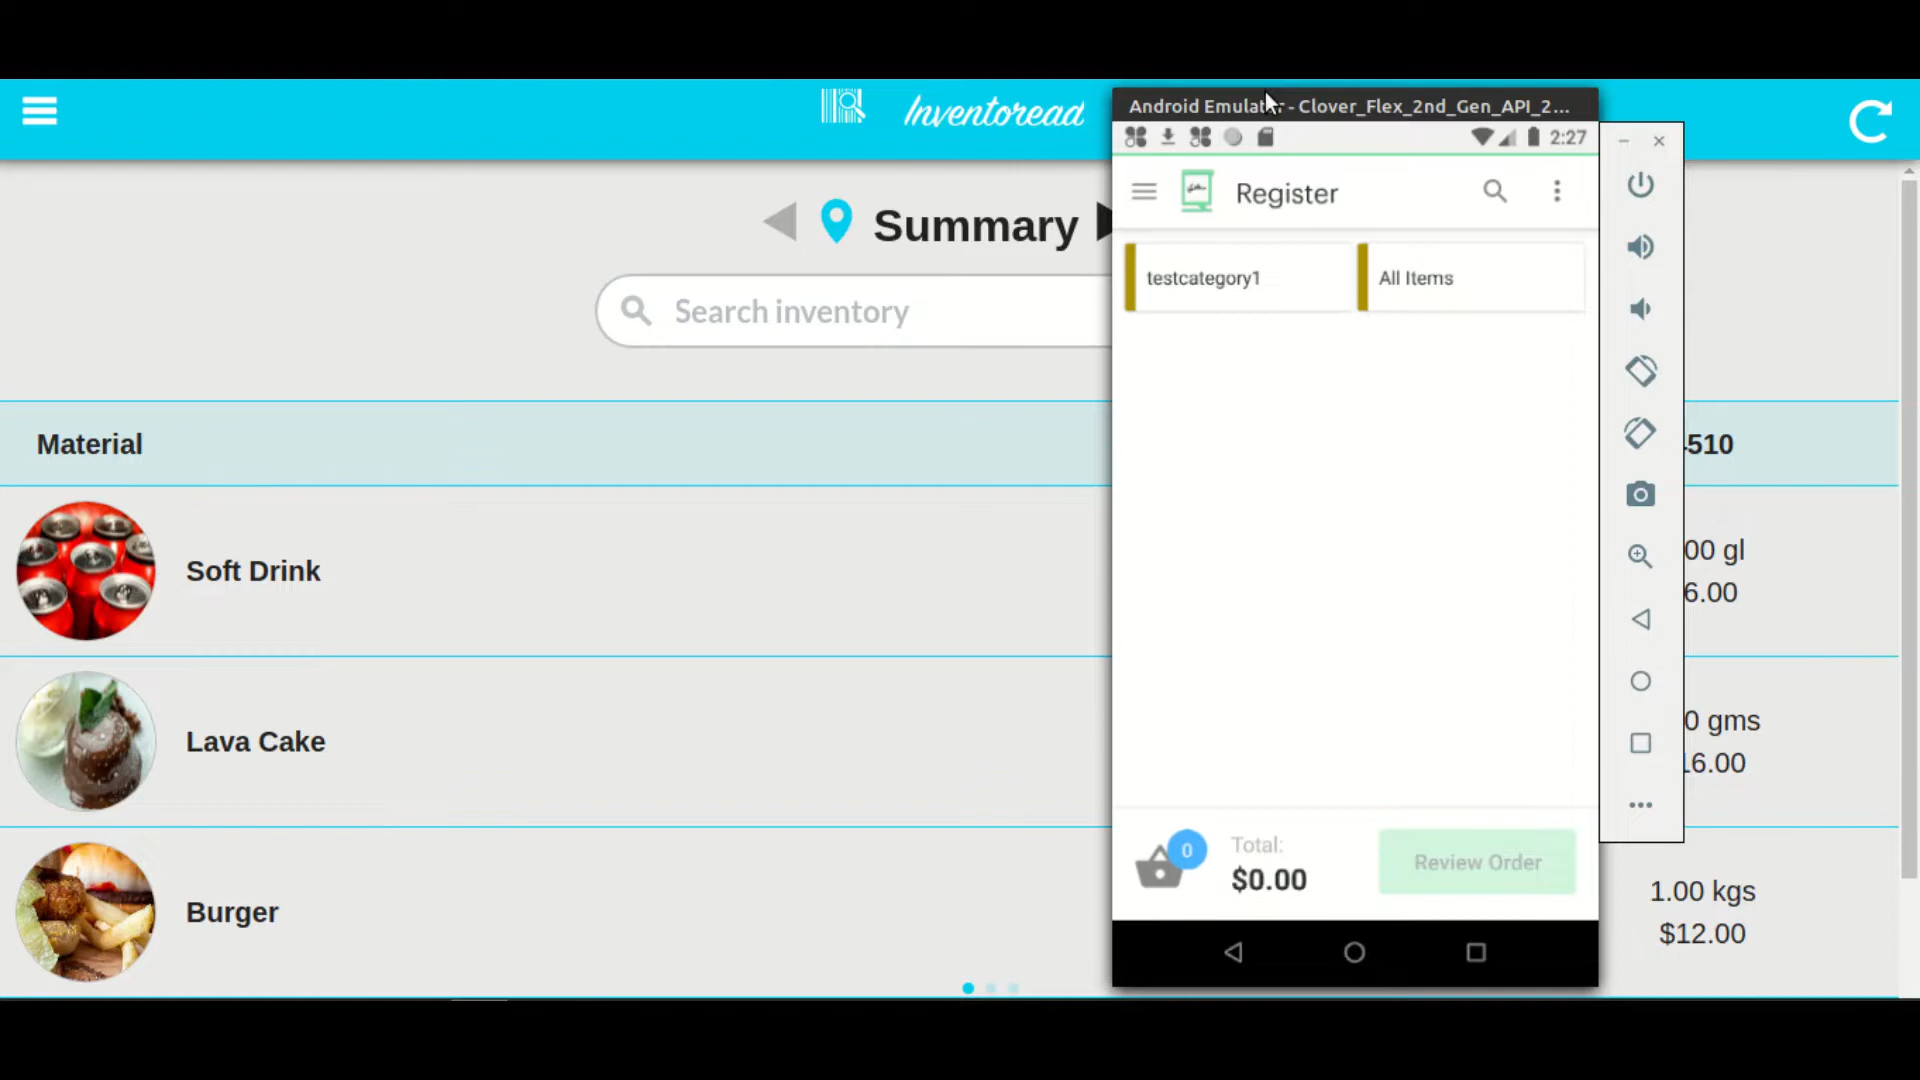 Inventoread
Summary
Search inventory
Material
510
Soft Drink
00 gl
6.00
Lava Cake
0 gms
16.00
Burger
1.00 kgs
$12.00
Android Emulat - Clover_Flex_2nd_Gen_API_2...
2:27
Register
testcategory1
All Items
0
Total:
$0.00
Review Order